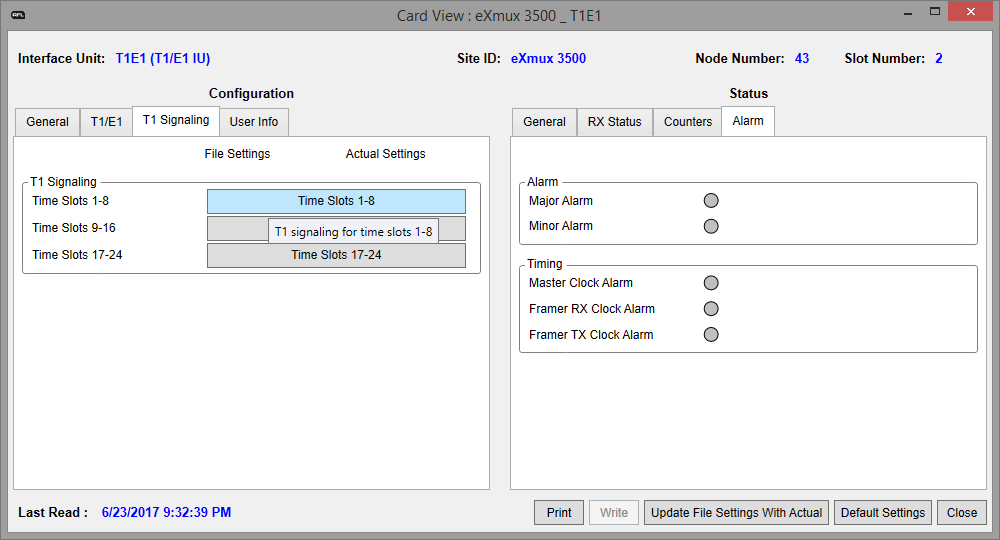 AFL
Card View : eXmux 3500 _ T1E1
Interface Unit: T1E1 (T1/E1 IU) Site ID: eXmux 3500 Node Number: 43 Slot Number: 2
Configuration
General T1/E1 T1 Signaling User Info
File Settings Actual Settings
T1 Signaling
Time Slots 1-8 Time Slots 1-8
Time Slots 9-16
T1 signaling for time slots 1-8
Time Slots 17-24 Time Slots 17-24
Status
General RX Status Counters Alarm
Alarm
Major Alarm
Minor Alarm
Timing
Master Clock Alarm
Framer RX Clock Alarm
Framer TX Clock Alarm
Last Read : 6/23/2017 9:32:39 PM
Print Write Update File Settings With Actual Default Settings Close